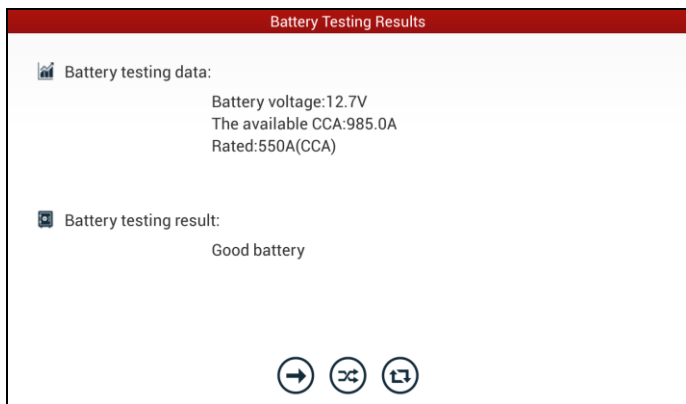 Battery Testing Results
Battery testing data:
Battery voltage:12.7V
The available CCA:985.0A
Rated:550A(CCA)
Battery testing result:
Good battery